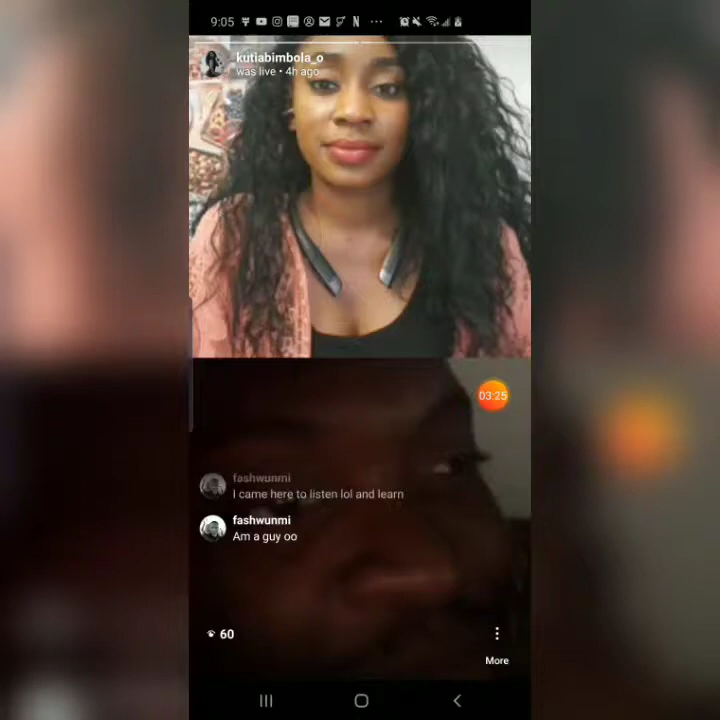 9:05
kutiabimbola_o
was live • 4h ago
03:25
fashwunmi
I came here to listen lol and learn
fashwunmi
Am a guy oo
60
More